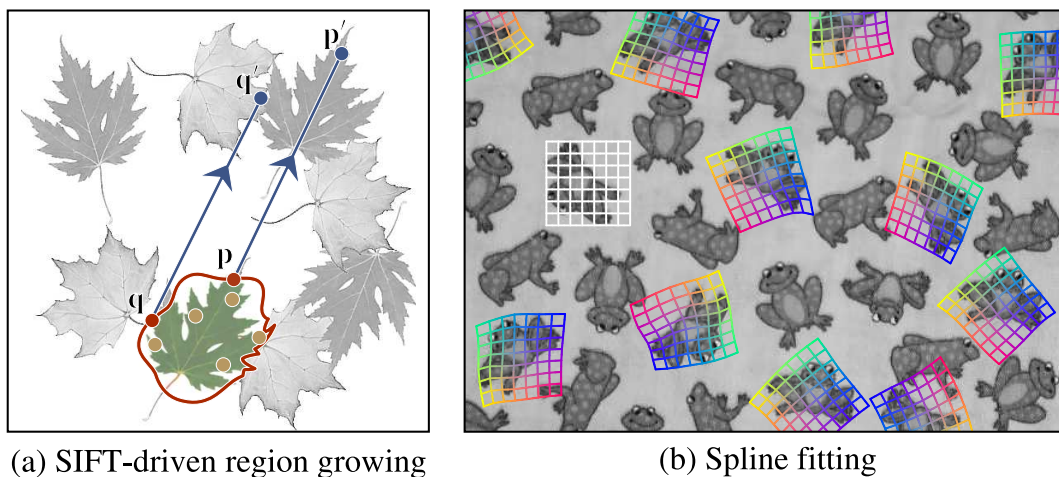 p′
q′
p
q
(a) SIFT-driven region growing
(b) Spline fitting